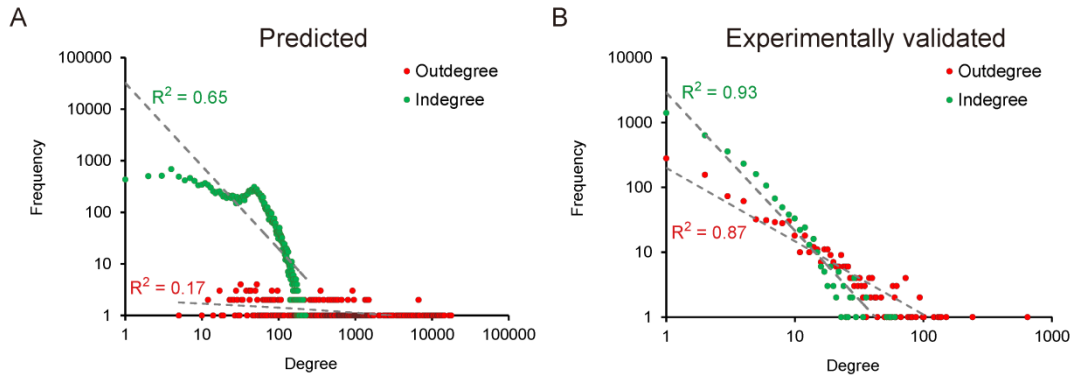 A
Predicted
100000
10000
1000
100
10
1
Frequency
1
10
100
1000
10000
100000
Degree
Outdegree
Indegree
R² = 0.65
R² = 0.17
B
Experimentally validated
10000
1000
100
10
1
Frequency
1
10
100
1000
Degree
Outdegree
Indegree
R² = 0.93
R² = 0.87